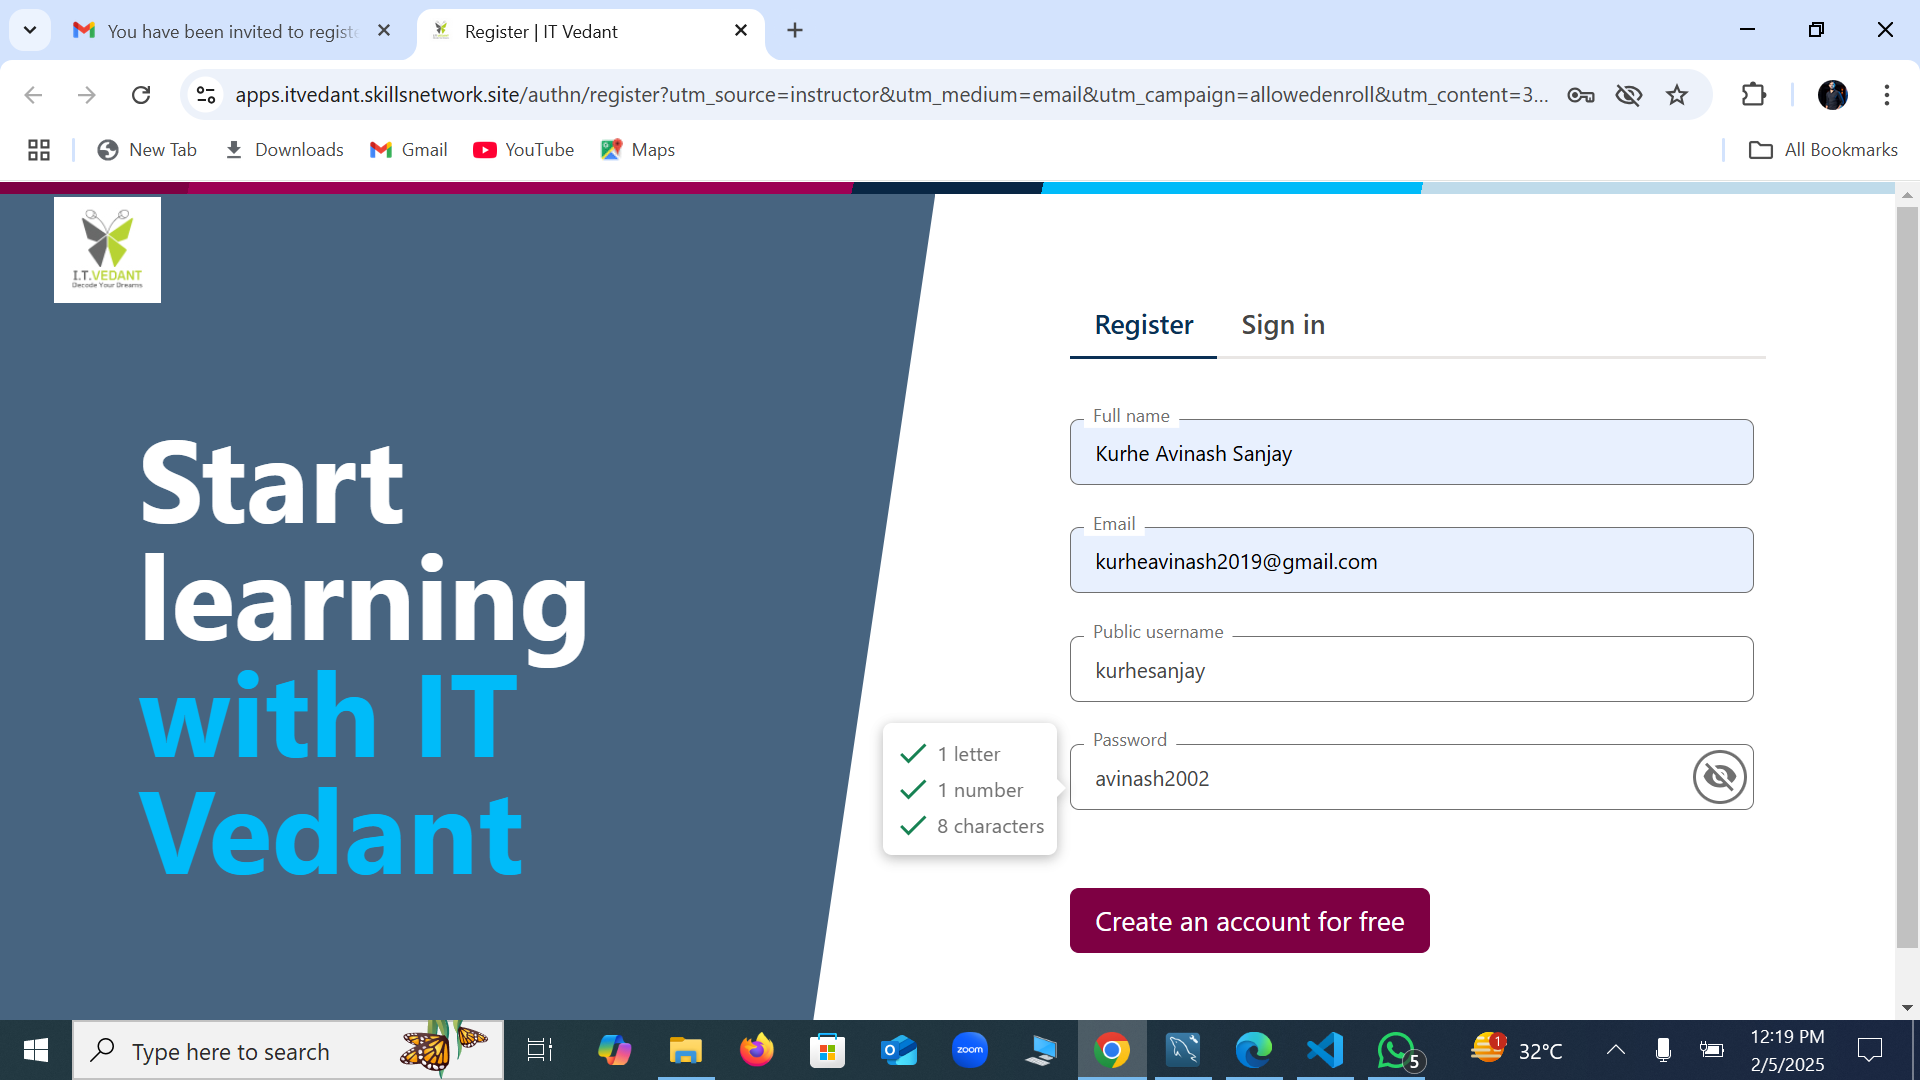 You have been invited to registe
Register | IT Vedant
apps.itvedant.skillsnetwork.site/authn/register?utm_source=instructor&utm_medium=email&utm_campaign=allowedenroll&utm_content=3...
New Tab
Downloads
Gmail
YouTube
Maps
All Bookmarks
I.T.VEDANT
Decode Your Dreams
Register
Sign in
Start
learning
with IT
Vedant
Full name
Kurhe Avinash Sanjay
Email
kurheavinash2019@gmail.com
Public username
kurhesanjay
Password
avinash2002
1 letter
1 number
8 characters
Create an account for free
Type here to search
zoom
5
1
32°C
12:19 PM
2/5/2025